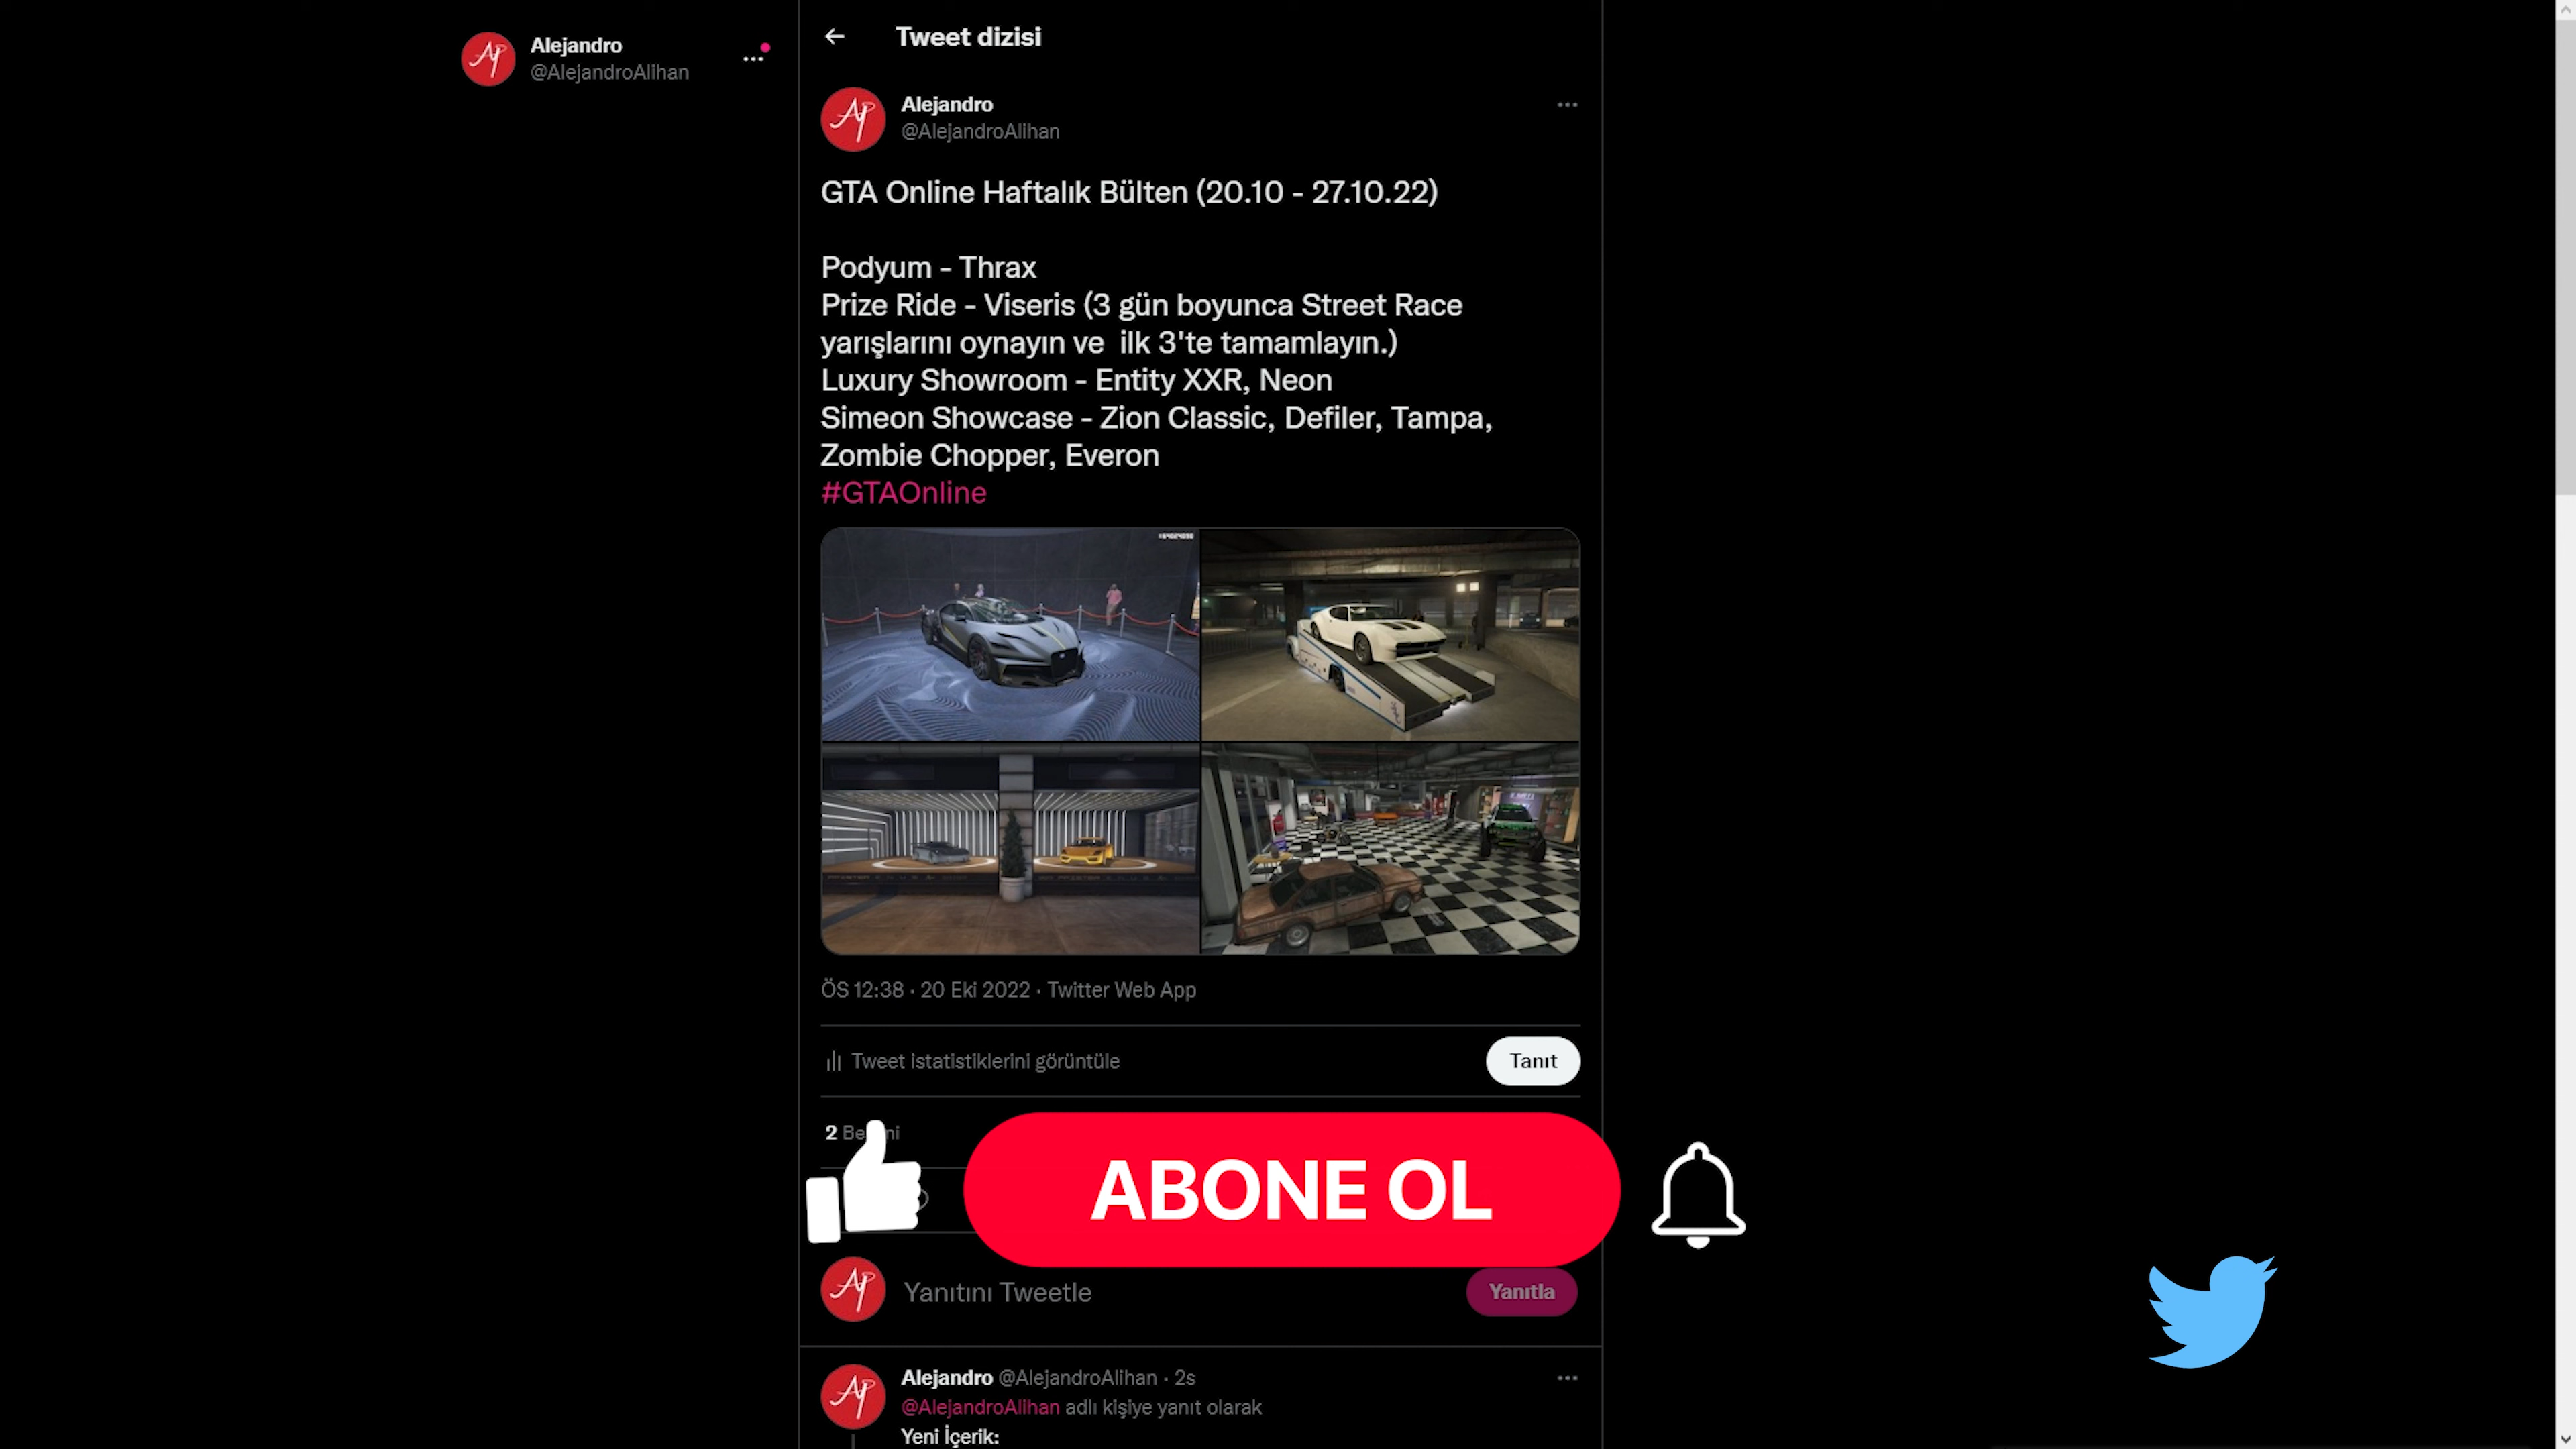 Alejandro
@AlejandroAlihan
Tweet dizisi
Alejandro
@AlejandroAlihan
GTA Online Haftalık Bülten (20.10 - 27.10.22)
Podyum - Thrax
Prize Ride - Viseris (3 gün boyunca Street Race
yarışlarını oynayın ve ilk 3'te tamamlayın.)
Luxury Showroom - Entity XXR, Neon
Simeon Showcase - Zion Classic, Defiler, Tampa,
Zombie Chopper, Everon
#GTAOnline
ÖS 12:38 · 20 Eki 2022 · Twitter Web App
Tweet istatistiklerini görüntüle
Tanıt
2
ABONE OL
Yanıtını Tweetle
Yanıtla
Alejandro @AlejandroAlihan · 2s
@AlejandroAlihan adlı kişiye yanıt olarak
Yeni İçerik: